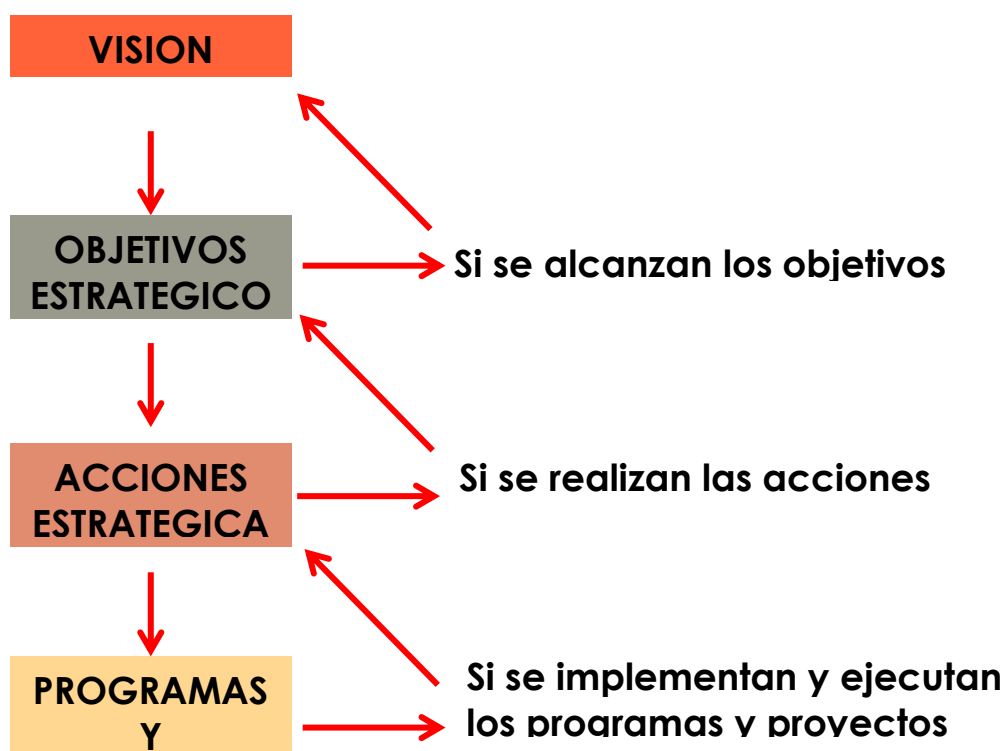 VISION
OBJETIVOS
ESTRATEGICO
Si se alcanzan los objetivos
ACCIONES
ESTRATEGICA
Si se realizan las acciones
PROGRAMAS
Y
Si se implementan y ejecutan
los programas y proyectos